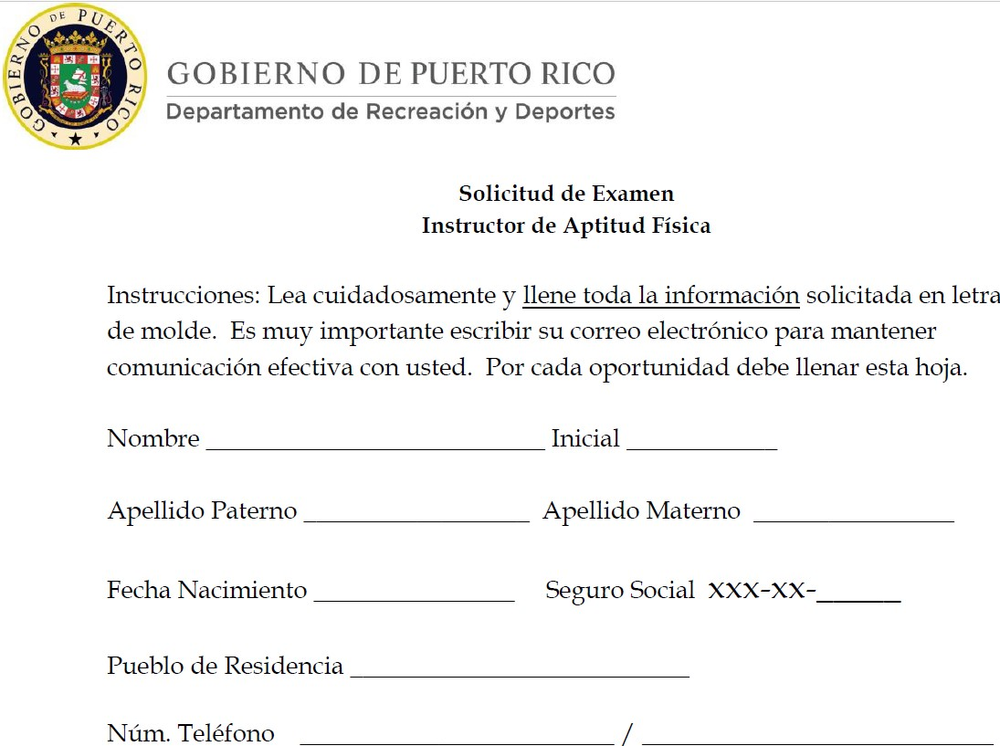 GOBIERNO DE PUERTO RICO
GOBIERNO DE PUERTO RICO
Departamento de Recreación y Deportes
Solicitud de Examen
Instructor de Aptitud Física
Instrucciones: Lea cuidadosamente y llene toda la información solicitada en letra
de molde. Es muy importante escribir su correo electrónico para mantener
comunicación efectiva con usted. Por cada oportunidad debe llenar esta hoja.
Nombre ___________________________ Inicial ____________
Apellido Paterno __________________ Apellido Materno ________________
Fecha Nacimiento ________________ Seguro Social XXX-XX-______
Pueblo de Residencia ___________________________
Núm. Teléfono _________________________ / ____________________________